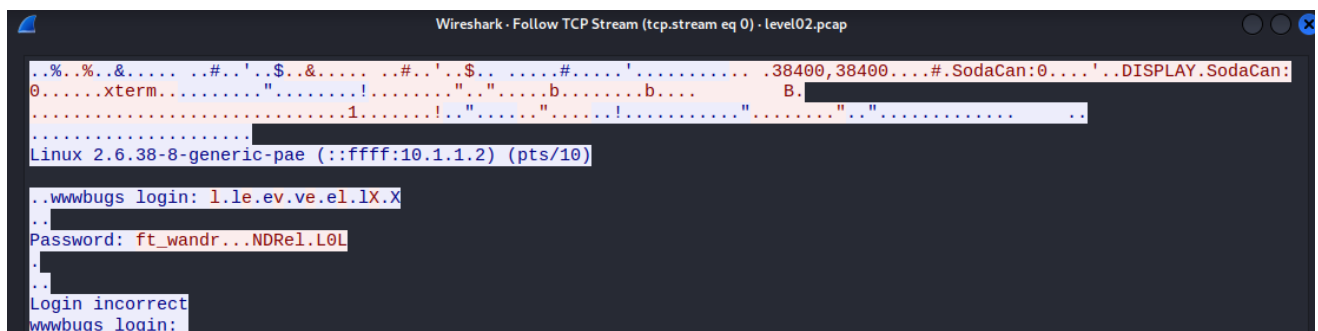 Wireshark · Follow TCP Stream (tcp.stream eq 0) · level02.pcap
..%..%..&..... ..#..'..$..&..... ..#..'..$.. .....#.....'........... .38400,38400....#.SodaCan:0....'..DISPLAY.SodaCan:
0......xterm.........."........!........"..".....b........b.... B.
..............................1.......!.."......"......!..........."........".."............. ..
.....................
Linux 2.6.38-8-generic-pae (::ffff:10.1.1.2) (pts/10)
..wwwbugs login: l.le.ev.ve.el.lX.X
..
Password: ft_wandr...NDRel.L0L
.
..
Login incorrect
wwwbugs login: